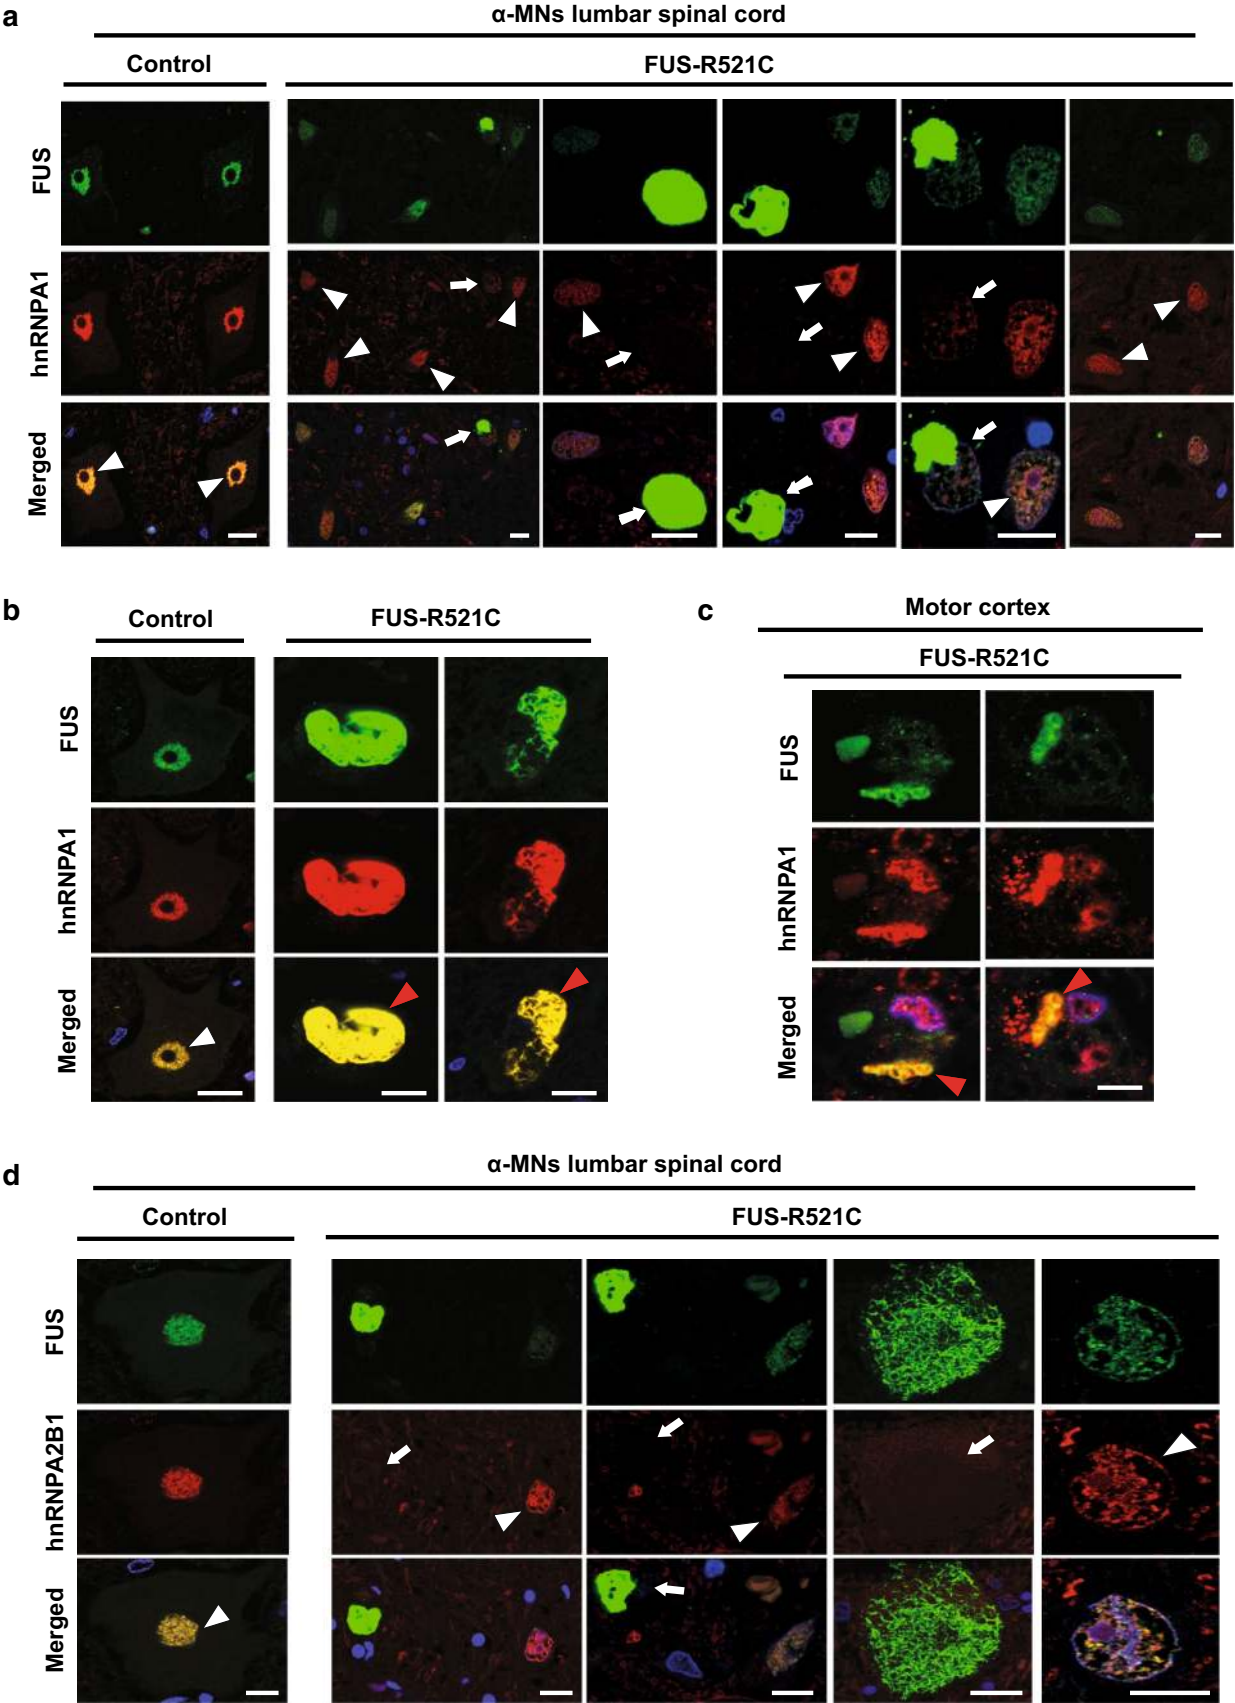 a
α-MNs lumbar spinal cord
Control
FUS-R521C
FUS
hnRNPA1
Merged
b
Control
FUS-R521C
FUS
hnRNPA1
Merged
c
Motor cortex
FUS-R521C
FUS
hnRNPA1
Merged
d
α-MNs lumbar spinal cord
Control
FUS-R521C
FUS
hnRNPA2B1
Merged